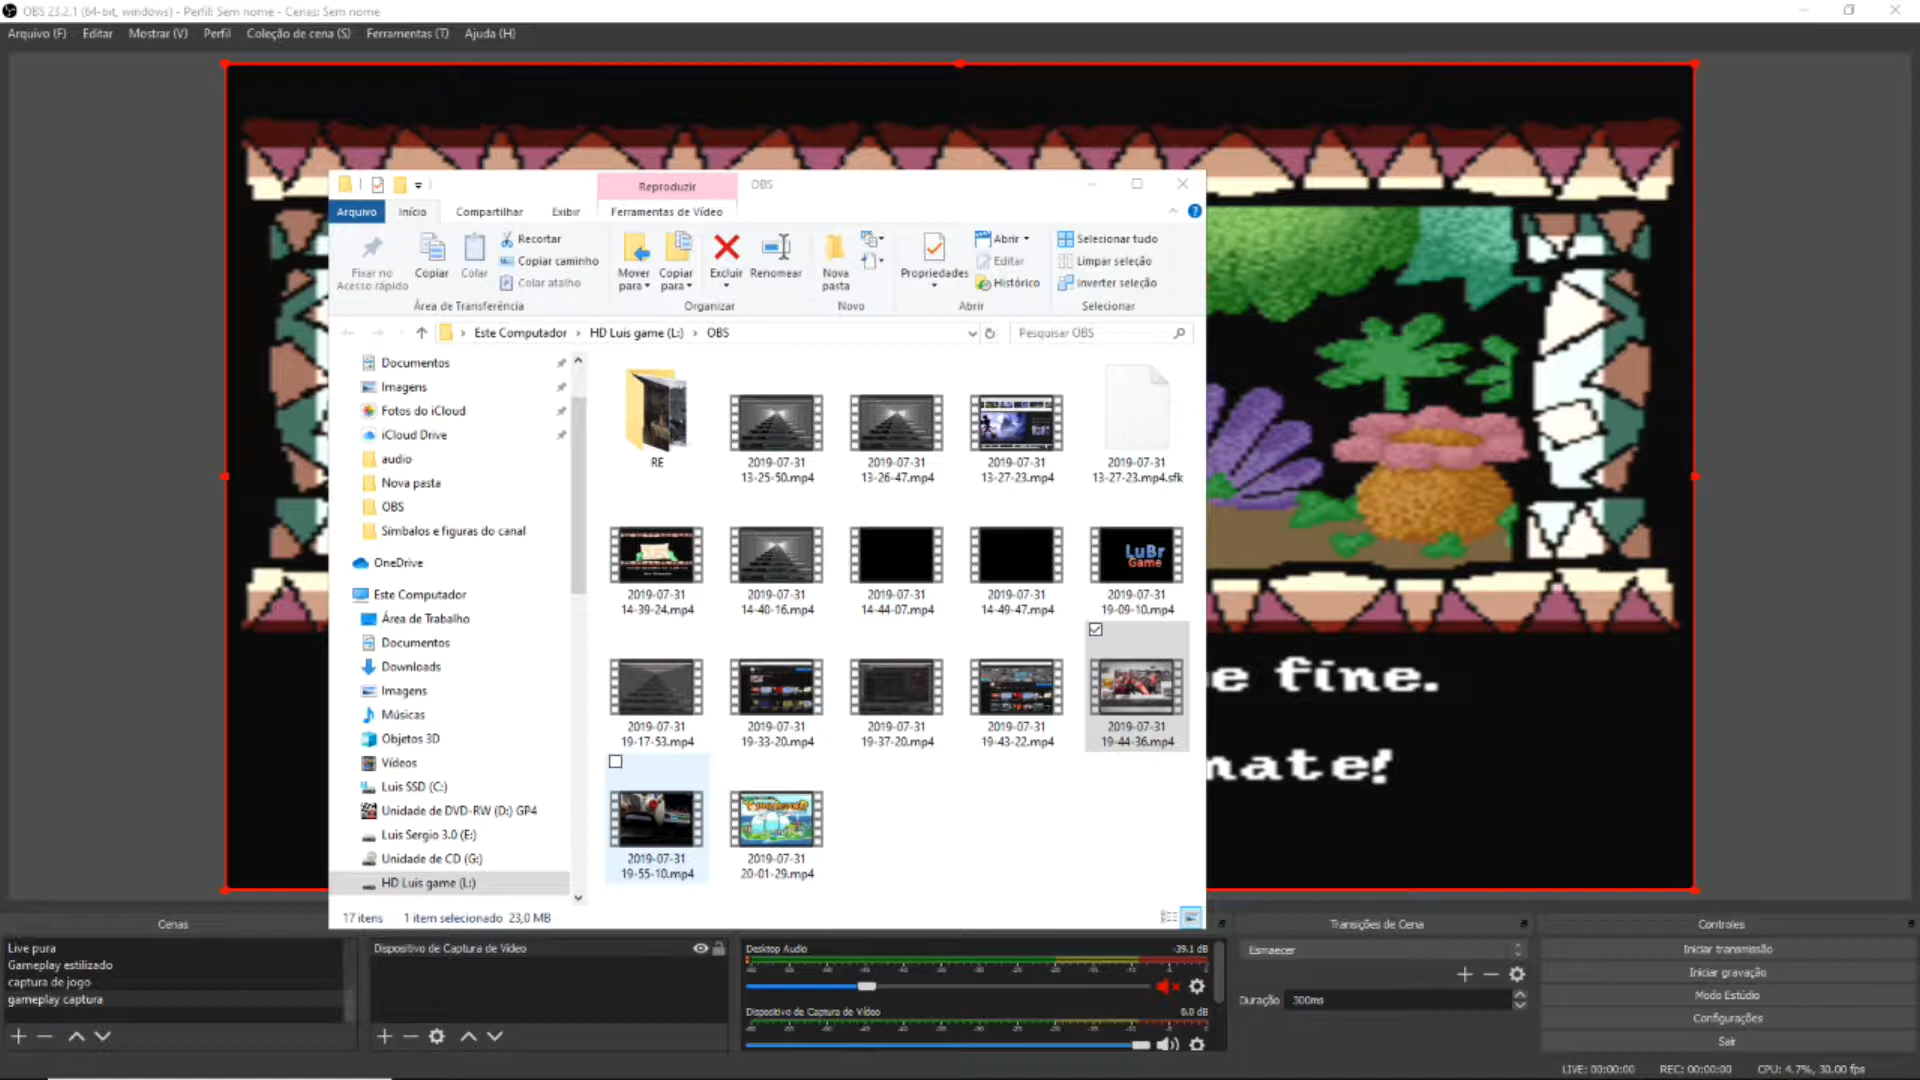 OBS 23.2.1 (64-bit, windows) - Perfil: Sem nome - Cenas: Sem nome
Arquivo (F) Editar Mostrar (V) Perfil Coleção de cena (S) Ferramentas (T) Ajuda (H)
Reproduzir OBS
Arquivo Início Compartilhar Exibir Ferramentas de Vídeo
Fixar no
Acesso rápido
Copiar
Colar
Recortar
Copiar caminho
Colar atalho
Área de Transferência
Mover
para
Copiar
para
Excluir
Renomear
Organizar
Nova
pasta
Novo
Propriedades
Abrir
Editar
Histórico
Abrir
Selecionar tudo
Limpar seleção
Inverter seleção
Selecionar
Este Computador > HD Luis game (L:) > OBS
Pesquisar OBS
Documentos
Imagens
Fotos do iCloud
iCloud Drive
audio
Nova pasta
OBS
Símbolos e figuras do canal
OneDrive
Este Computador
Área de Trabalho
Documentos
Downloads
Imagens
Músicas
Objetos 3D
Vídeos
Luis SSD (C:)
Unidade de DVD-RW (D:) GP4
Luis Sergio 3.0 (E:)
Unidade de CD (G:)
HD Luis game (L:)
RE
2019-07-31
13-25-50.mp4
2019-07-31
13-26-47.mp4
2019-07-31
13-27-23.mp4
2019-07-31
13-27-23.mp4.sfk
2019-07-31
14-39-24.mp4
2019-07-31
14-40-16.mp4
2019-07-31
14-44-07.mp4
2019-07-31
14-49-47.mp4
LuBr
Game
2019-07-31
19-09-10.mp4
2019-07-31
19-17-53.mp4
2019-07-31
19-33-20.mp4
2019-07-31
19-37-20.mp4
2019-07-31
19-43-22.mp4
2019-07-31
19-44-36.mp4
2019-07-31
19-55-10.mp4
2019-07-31
20-01-29.mp4
17 itens 1 item selecionado 23,0 MB
e fine.
mate!
Cenas
Live pura
Gameplay estilizado
captura de jogo
gameplay captura
Dispositivo de Captura de Vídeo
Desktop Audio -39.1 dB
Dispositivo de Captura de Vídeo 0.0 dB
Transições de Cena
Esmaecer
Duração 300ms
Controles
Iniciar transmissão
Iniciar gravação
Modo Estúdio
Configurações
Sair
LIVE: 00:00:00 REC: 00:00:00 CPU: 4.7%, 30.00 fps